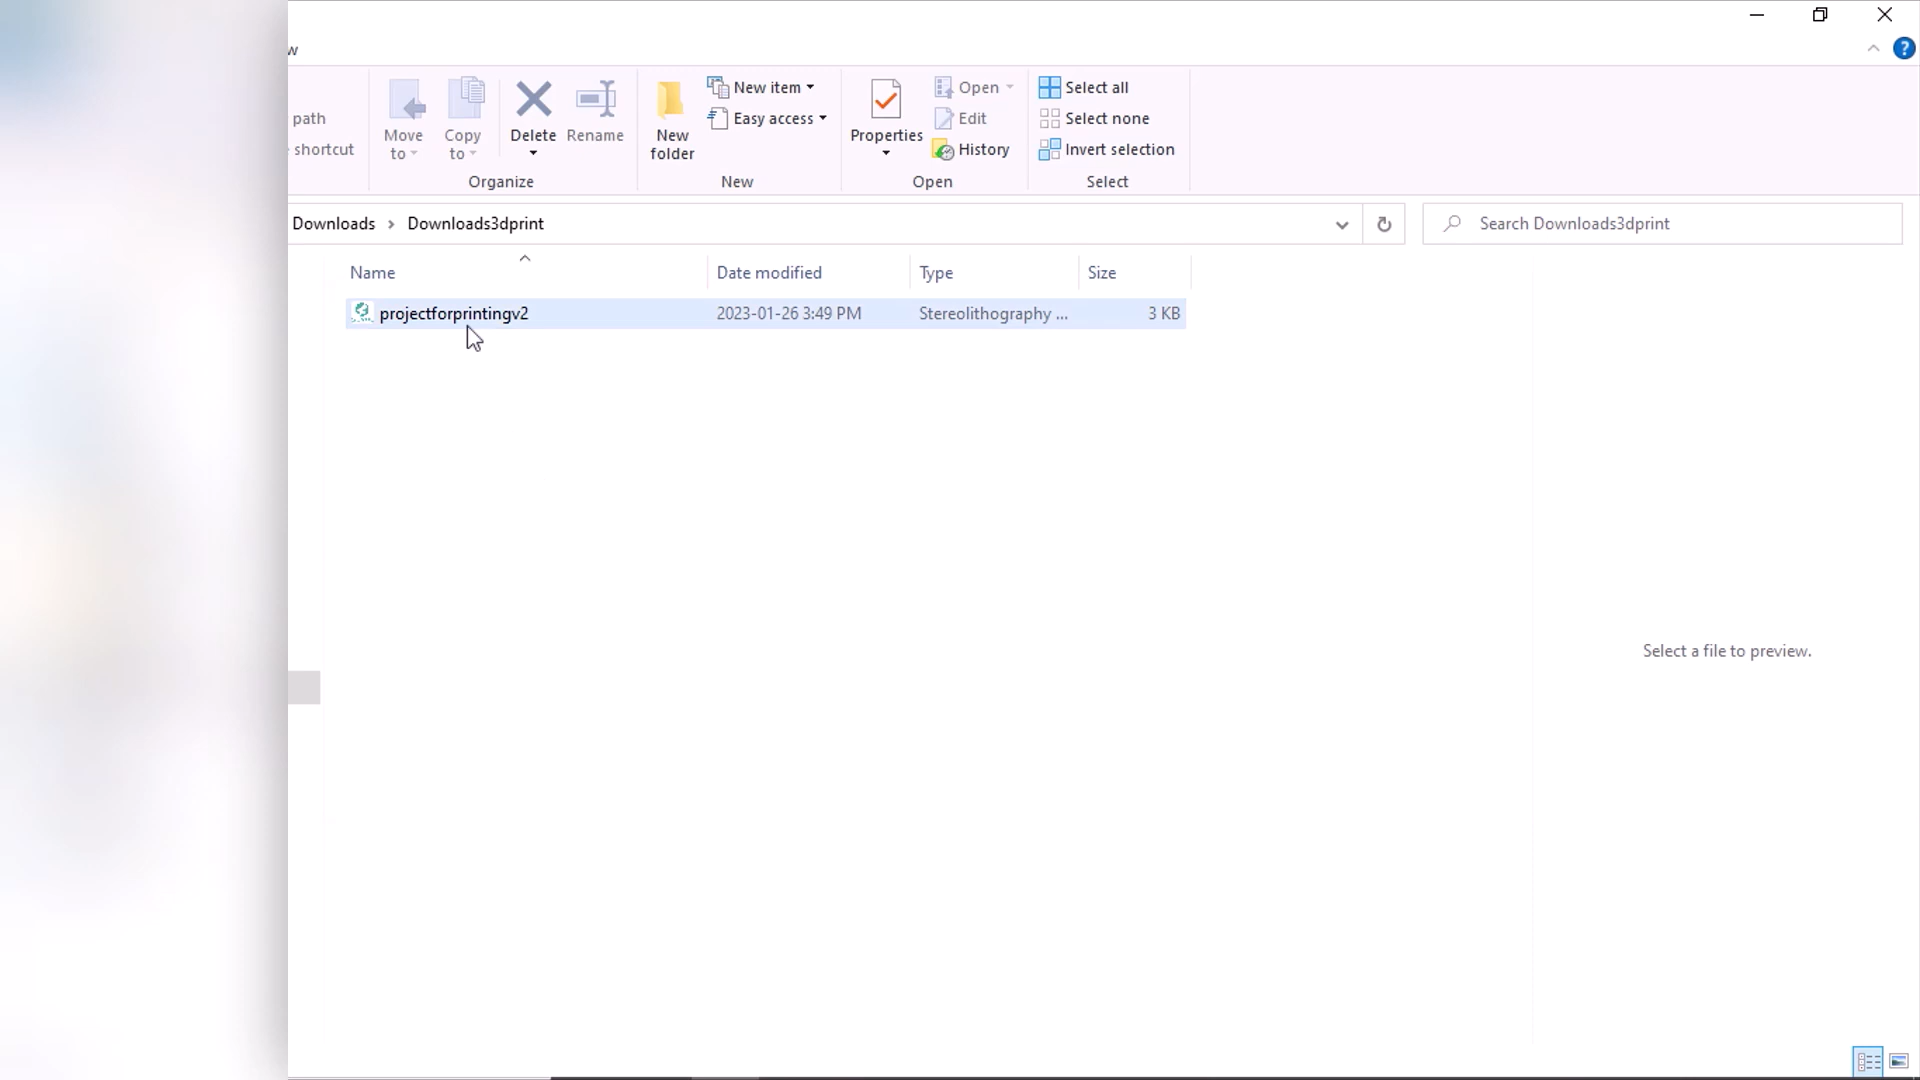 w
path
shortcut
Move to
Copy to
Delete
Rename
Organize
New folder
New item
Easy access
New
Properties
Open
Edit
History
Open
Select all
Select none
Invert selection
Select
Downloads > Downloads3dprint
Search Downloads3dprint
Name Date modified Type Size
projectforprintingv2 2023-01-26 3:49 PM Stereolithography ... 3 KB
Select a file to preview.
?